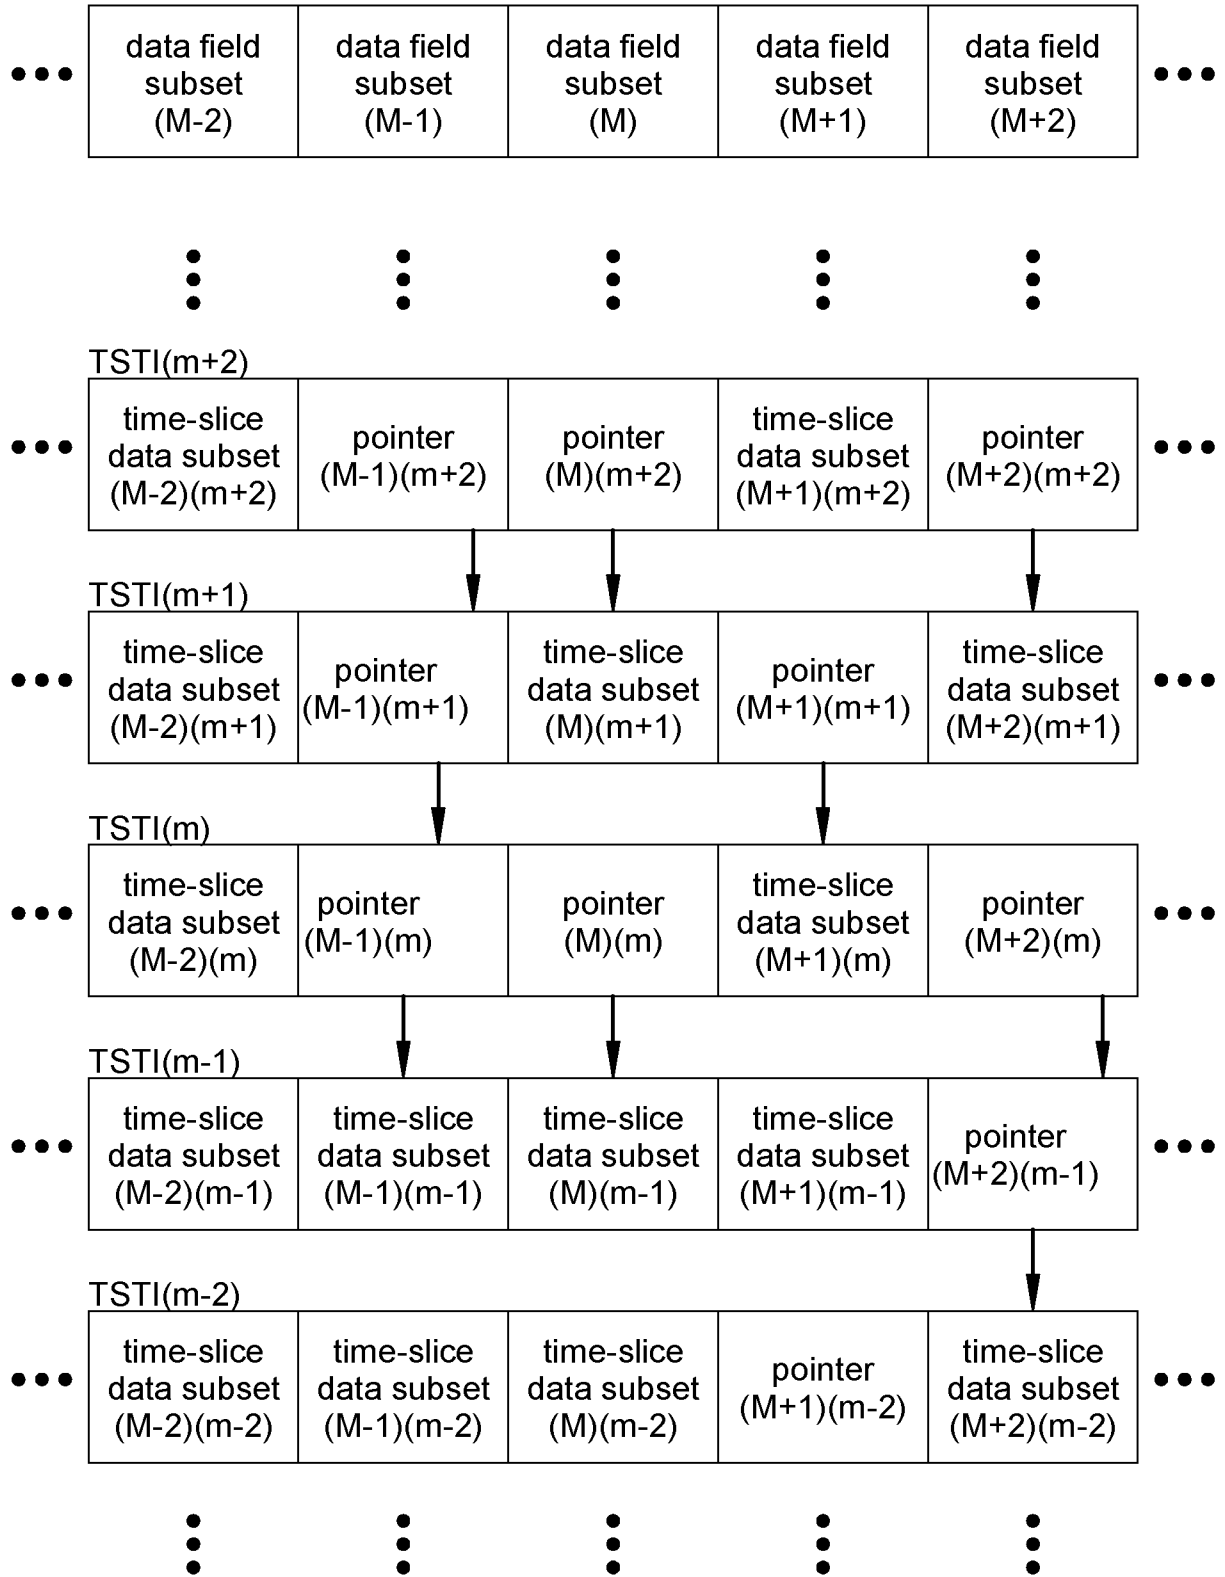 data field
subset
(M-2)
data field
subset
(M-1)
data field
subset
(M)
data field
subset
(M+1)
data field
subset
(M+2)
TSTI(m+2)
time-slice
data subset
(M-2)(m+2)
pointer
(M-1)(m+2)
pointer
(M)(m+2)
time-slice
data subset
(M+1)(m+2)
pointer
(M+2)(m+2)
TSTI(m+1)
time-slice
data subset
(M-2)(m+1)
pointer
(M-1)(m+1)
time-slice
data subset
(M)(m+1)
pointer
(M+1)(m+1)
time-slice
data subset
(M+2)(m+1)
TSTI(m)
time-slice
data subset
(M-2)(m)
pointer
(M-1)(m)
pointer
(M)(m)
time-slice
data subset
(M+1)(m)
pointer
(M+2)(m)
TSTI(m-1)
time-slice
data subset
(M-2)(m-1)
time-slice
data subset
(M-1)(m-1)
time-slice
data subset
(M)(m-1)
time-slice
data subset
(M+1)(m-1)
pointer
(M+2)(m-1)
TSTI(m-2)
time-slice
data subset
(M-2)(m-2)
time-slice
data subset
(M-1)(m-2)
time-slice
data subset
(M)(m-2)
pointer
(M+1)(m-2)
time-slice
data subset
(M+2)(m-2)